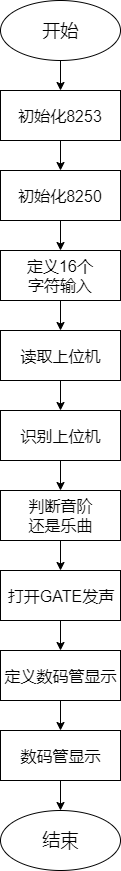 开始
初始化8253
初始化8250
定义16个
字符输入
读取上位机
识别上位机
判断音阶
还是乐曲
打开GATE发声
定义数码管显示
数码管显示
结束